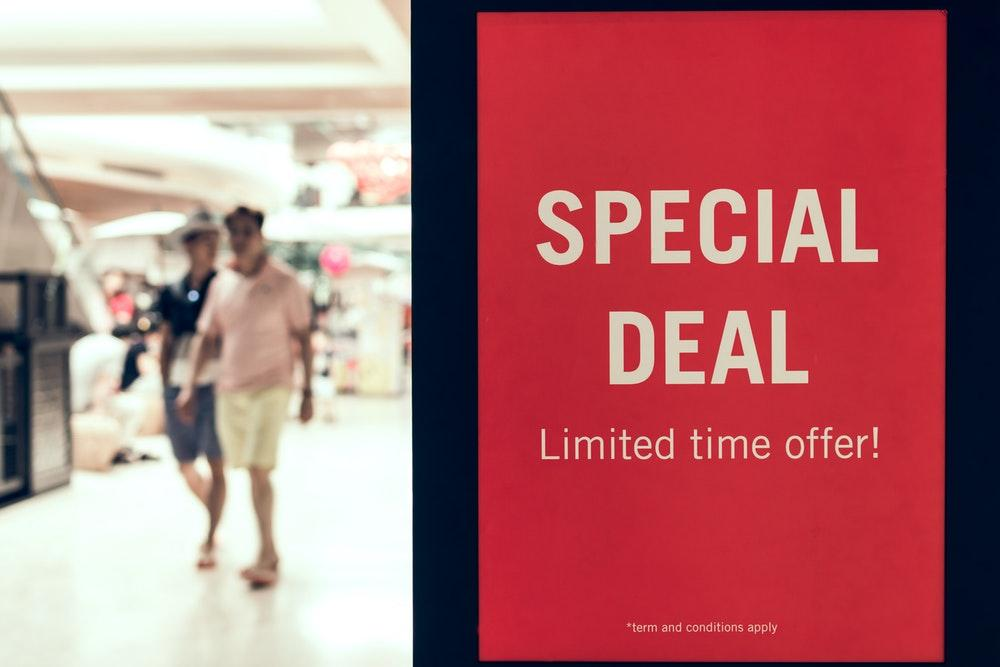 SPECIAL
DEAL
Limited time offer!
*term and conditions apply